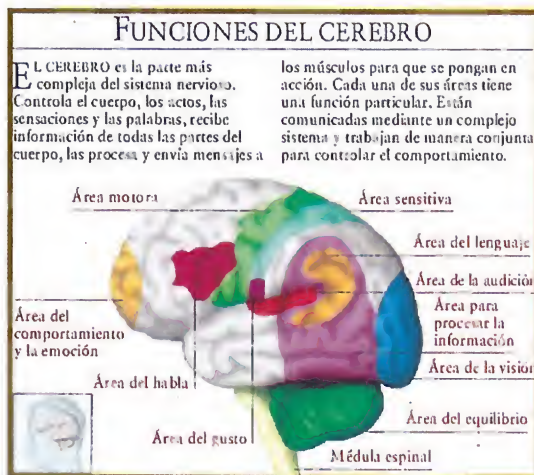 FUNCIONES DEL CEREBRO
EL CEREBRO es la parte más
compleja del sistema nervioso.
Controla el cuerpo, los actos, las
sensaciones y las palabras, recibe
información de todas las partes del
cuerpo, las procesa y envía mensajes a
los músculos para que se pongan en
acción. Cada una de sus áreas tiene
una función particular. Están
comunicadas mediante un complejo
sistema y trabajan de manera conjunta
para controlar el comportamiento.
Área motora
Área sensitiva
Área del lenguaje
Área de la audición
Área para
procesar la
información
Área de la visión
Área del
comportamiento
y la emoción
Área del habla
Área del gusto
Área del equilibrio
Médula espinal